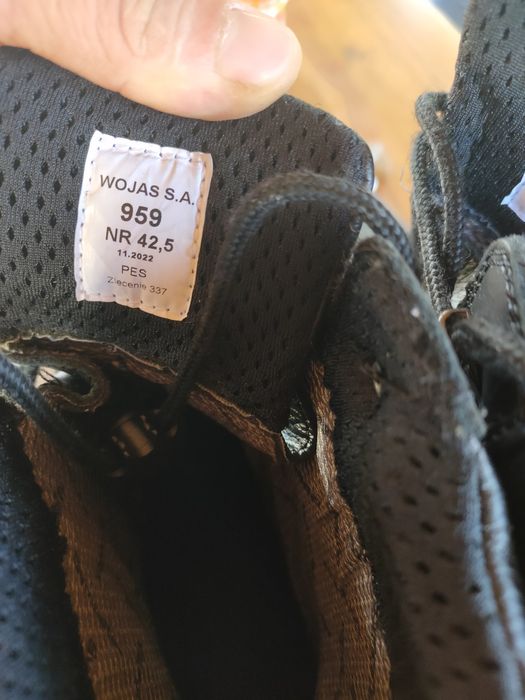 WOJAS S.A.
959
NR 42,5
11.2022
PES
Zlecenie 337